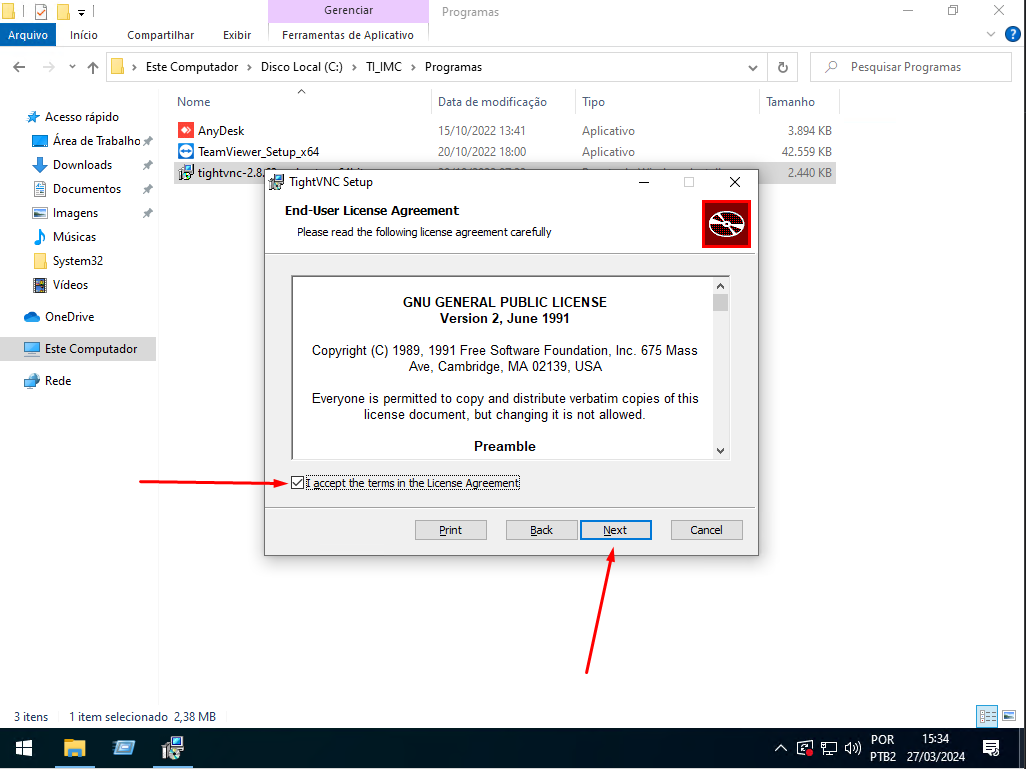 Gerenciar
Programas
Arquivo
Início
Compartilhar
Exibir
Ferramentas de Aplicativo
Este Computador
Disco Local (C:)
TI_IMC
Programas
Pesquisar Programas
Nome
Data de modificação
Tipo
Tamanho
Acesso rápido
Área de Trabalho
Downloads
Documentos
Imagens
Músicas
System32
Vídeos
OneDrive
Este Computador
Rede
AnyDesk 15/10/2022 13:41 Aplicativo 3.894 KB
TeamViewer_Setup_x64 20/10/2022 18:00 Aplicativo 42.559 KB
tightvnc-2.8. 2.440 KB
TightVNC Setup
End-User License Agreement
Please read the following license agreement carefully
GNU GENERAL PUBLIC LICENSE
Version 2, June 1991
Copyright (C) 1989, 1991 Free Software Foundation, Inc. 675 Mass
Ave, Cambridge, MA 02139, USA
Everyone is permitted to copy and distribute verbatim copies of this
license document, but changing it is not allowed.
Preamble
I accept the terms in the License Agreement
Print
Back
Next
Cancel
3 itens
1 item selecionado 2,38 MB
POR
PTB2
15:34
27/03/2024